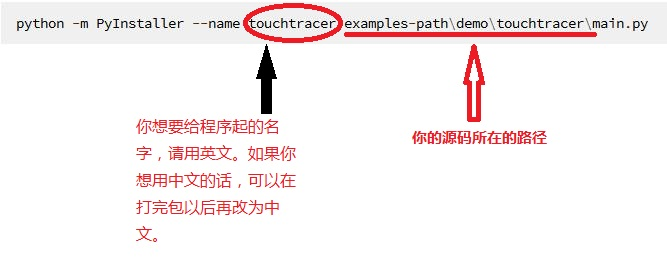 python -m PyInstaller --name touchtracer examples-path\demo\touchtracer\main.py
你想要给程序起的名
字，请用英文。如果你
想用中文的话，可以在
打完包以后再改为中
文。
你的源码所在的路径